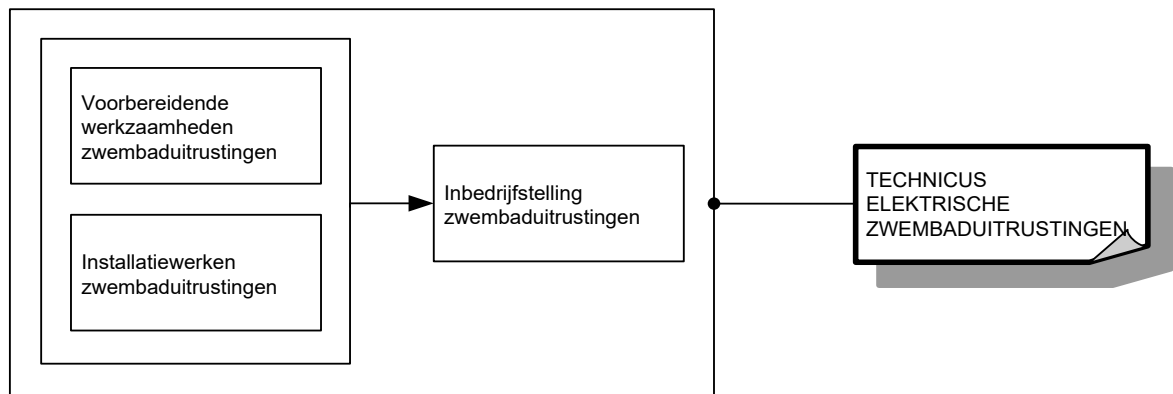 Voorbereidende
werkzaamheden
zwembaduitrustingen
Installatiewerken
zwembaduitrustingen
Inbedrijfstelling
zwembaduitrustingen
TECHNICUS
ELEKTRISCHE
ZWEMBADUITRUSTINGEN